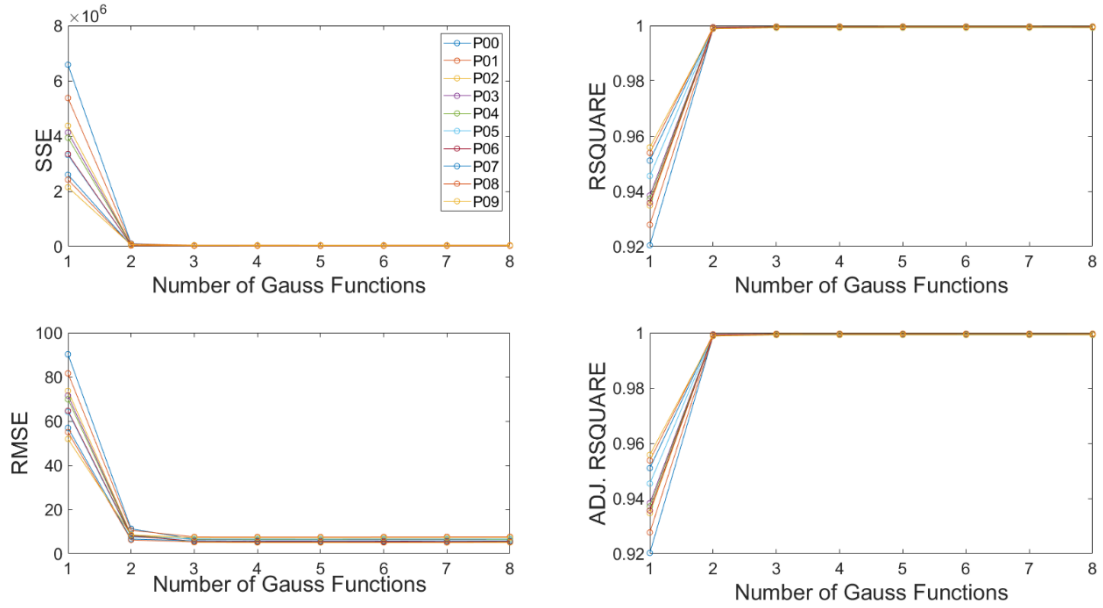 ×10⁶
8
6
4
2
0
SSE
1 2 3 4 5 6 7 8
Number of Gauss Functions
P00
P01
P02
P03
P04
P05
P06
P07
P08
P09
1
0.98
0.96
0.94
0.92
RSQUARE
1 2 3 4 5 6 7 8
Number of Gauss Functions
100
80
60
40
20
0
RMSE
1 2 3 4 5 6 7 8
Number of Gauss Functions
1
0.98
0.96
0.94
0.92
ADJ. RSQUARE
1 2 3 4 5 6 7 8
Number of Gauss Functions